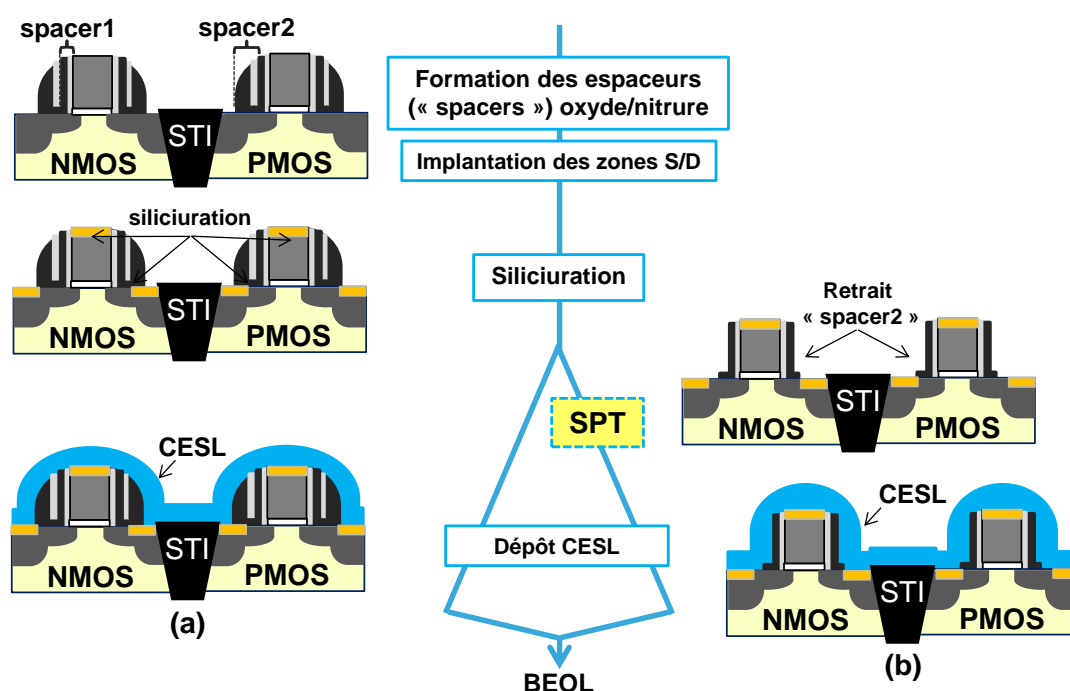 spacer1
spacer2
STI
NMOS
PMOS
siliciuration
STI
NMOS
PMOS
CESL
STI
NMOS
PMOS
(a)
Formation des espaceurs
(« spacers ») oxyde/nitrure
Implantation des zones S/D
Siliciuration
SPT
Dépôt CESL
BEOL
Retrait
« spacer2 »
STI
NMOS
PMOS
CESL
STI
NMOS
PMOS
(b)